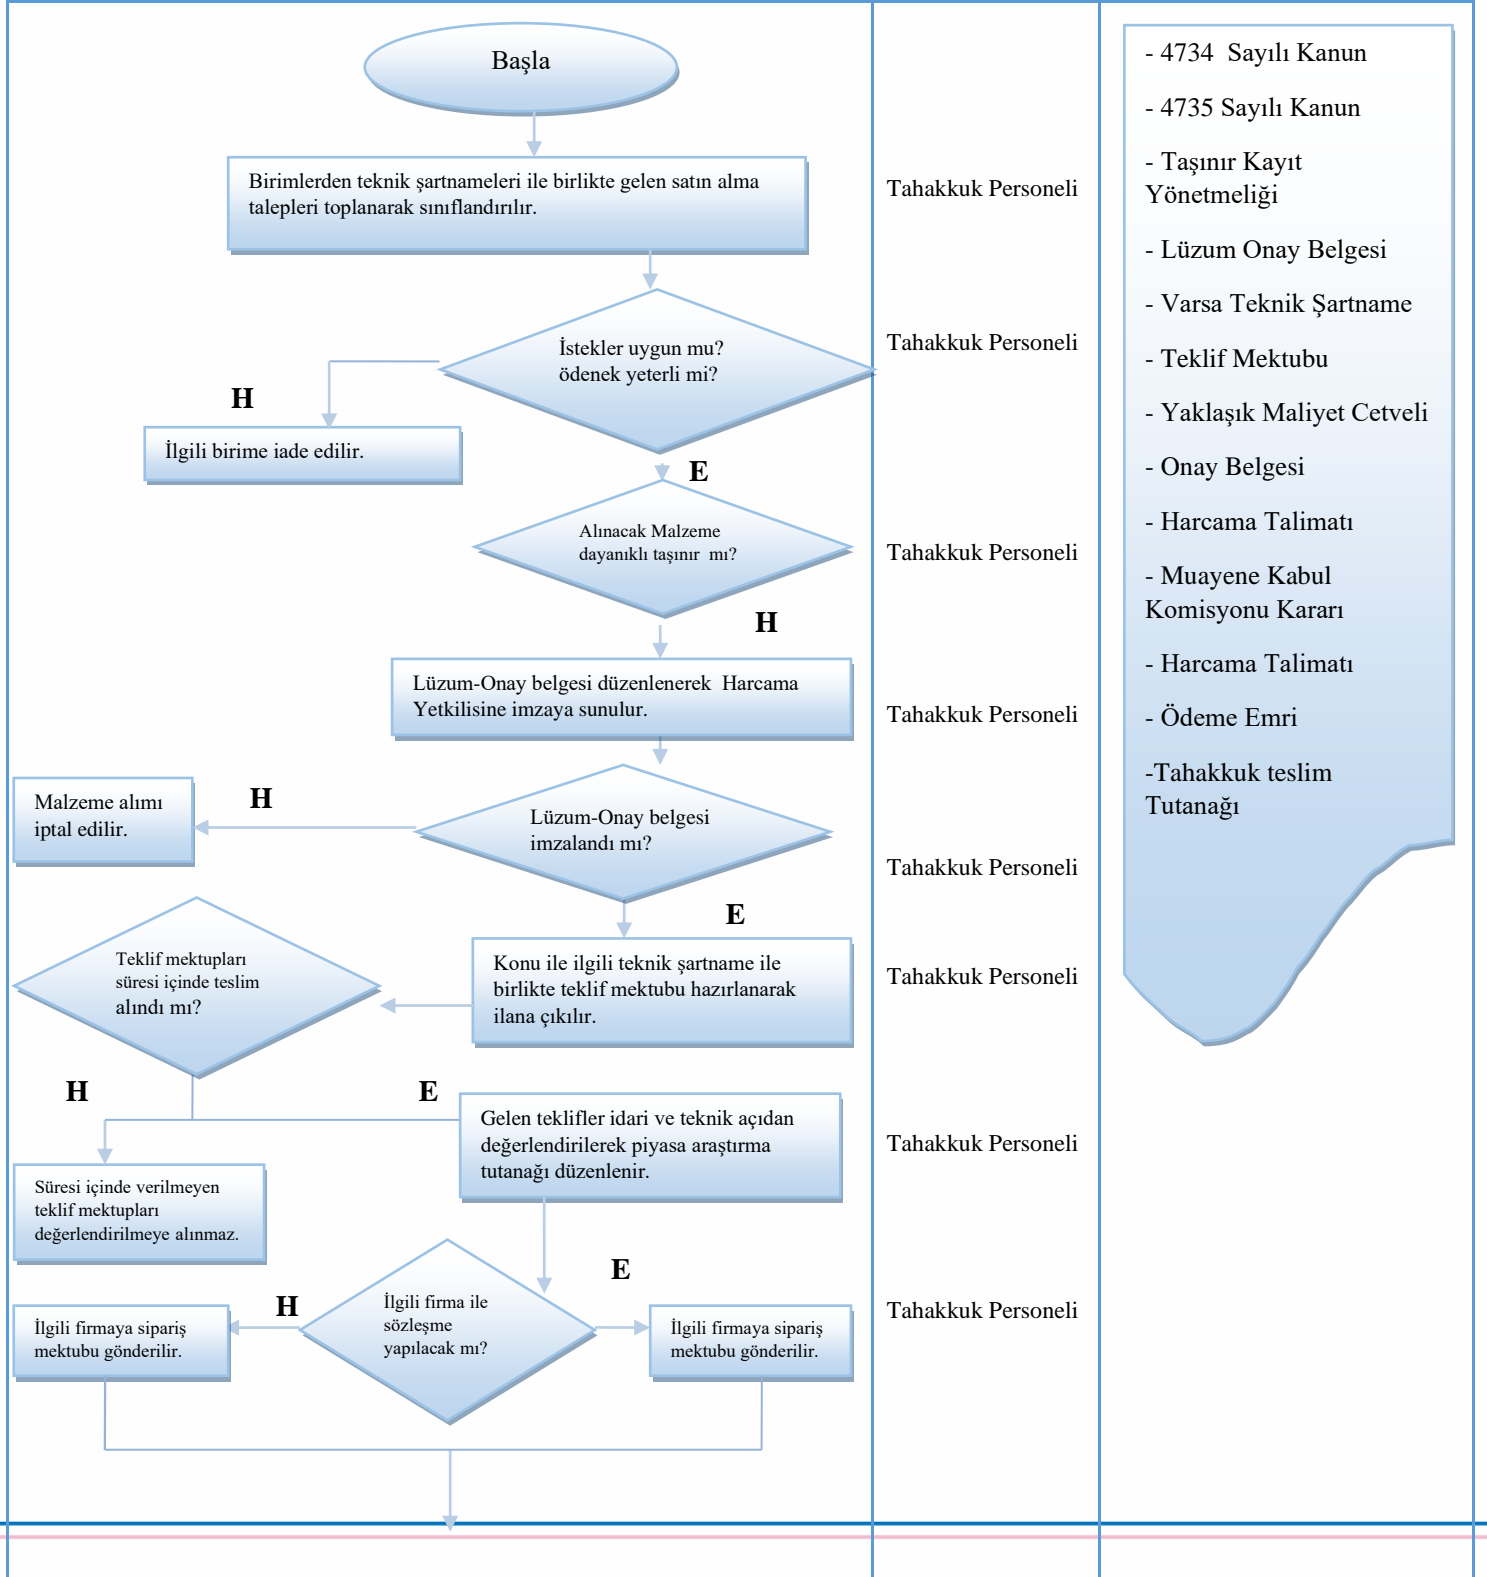 Başla
Birimlerden teknik şartnameleri ile birlikte gelen satın alma
talepleri toplanarak sınıflandırılır.
Tahakkuk Personeli
İstekler uygun mu?
ödenek yeterli mi?
Tahakkuk Personeli
H
İlgili birime iade edilir.
E
Alınacak Malzeme
dayanıklı taşınır  mı?
Tahakkuk Personeli
H
Lüzum-Onay belgesi düzenlenerek  Harcama
Yetkilisine imzaya sunulur.
Tahakkuk Personeli
Malzeme alımı
iptal edilir.
H
Lüzum-Onay belgesi
imzalandı mı?
Tahakkuk Personeli
E
Teklif mektupları
süresi içinde teslim
alındı mı?
Konu ile ilgili teknik şartname ile
birlikte teklif mektubu hazırlanarak
ilana çıkılır.
Tahakkuk Personeli
H
E
Gelen teklifler idari ve teknik açıdan
değerlendirilerek piyasa araştırma
tutanağı düzenlenir.
Tahakkuk Personeli
Süresi içinde verilmeyen
teklif mektupları
değerlendirilmeye alınmaz.
E
H
İlgili firma ile
sözleşme
yapılacak mı?
Tahakkuk Personeli
İlgili firmaya sipariş
mektubu gönderilir.
İlgili firmaya sipariş
mektubu gönderilir.
- 4734  Sayılı Kanun
- 4735 Sayılı Kanun
- Taşınır Kayıt
Yönetmeliği
- Lüzum Onay Belgesi
- Varsa Teknik Şartname
- Teklif Mektubu
- Yaklaşık Maliyet Cetveli
- Onay Belgesi
- Harcama Talimatı
- Muayene Kabul
Komisyonu Kararı
- Harcama Talimatı
- Ödeme Emri
-Tahakkuk teslim
Tutanağı